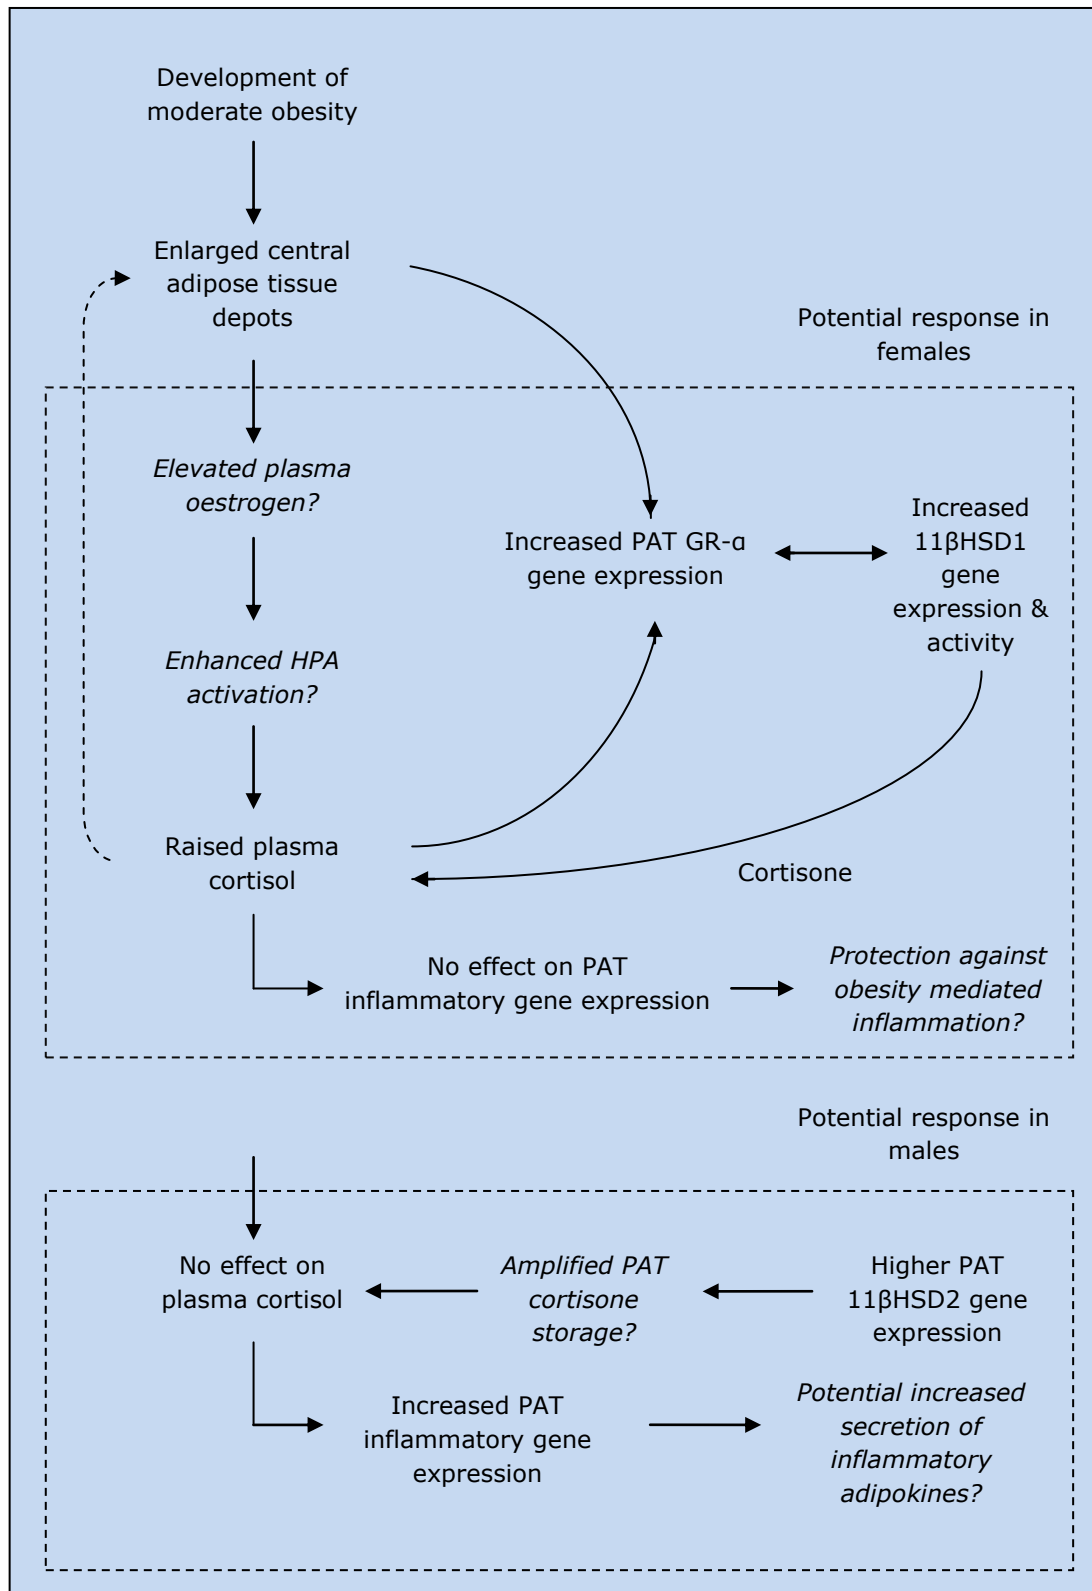 Development of
moderate obesity
Enlarged central
adipose tissue
depots
Potential response in
females
Elevated plasma
oestrogen?
Increased PAT GR-α
gene expression
Increased
11βHSD1
gene
expression &
activity
Enhanced HPA
activation?
Raised plasma
cortisol
Cortisone
No effect on PAT
inflammatory gene expression
Protection against
obesity mediated
inflammation?
Potential response in
males
No effect on
plasma cortisol
Amplified PAT
cortisone
storage?
Higher PAT
11βHSD2 gene
expression
Increased PAT
inflammatory gene
expression
Potential increased
secretion of
inflammatory
adipokines?